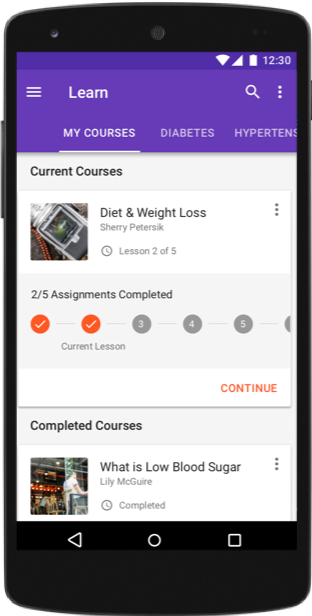 12:30
Learn
MY COURSES DIABETES HYPERTENS
Current Courses
Diet & Weight Loss
Sherry Petersik
Lesson 2 of 5
2/5 Assignments Completed
3 4 5
Current Lesson
CONTINUE
Completed Courses
What is Low Blood Sugar
Lily McGuire
Completed